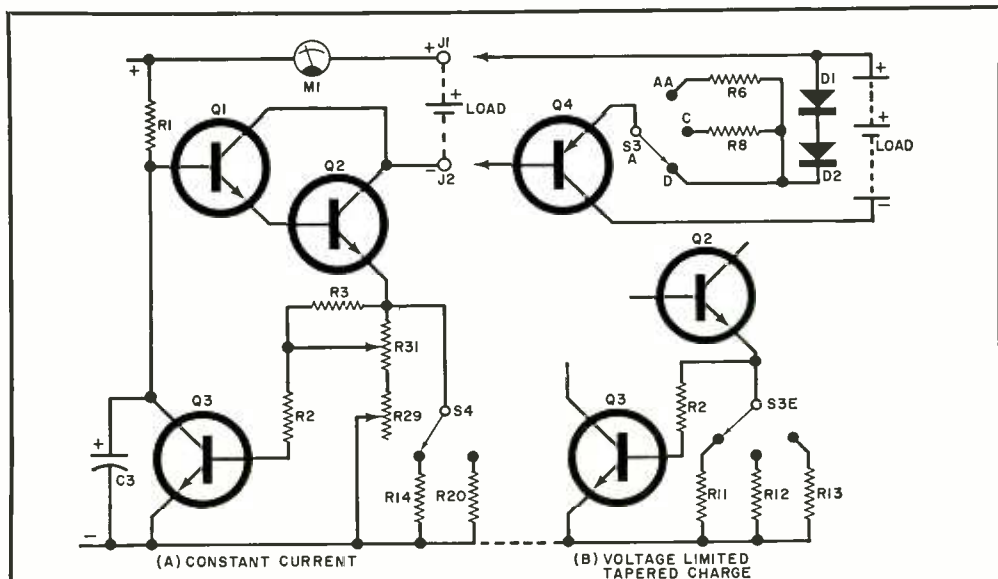 +
R1
M1
+
J1
+
LOAD
-
J2
Q1
Q2
R3
R31
R2
R29
S4
Q3
+
C3
R14
R20
-
(A) CONSTANT CURRENT
Q4
AA
R6
C
R8
S3
A
D
D1
D2
+
+
LOAD
-
Q2
Q3
R2
S3E
R11
R12
R13
(B) VOLTAGE LIMITED
TAPERED CHARGE